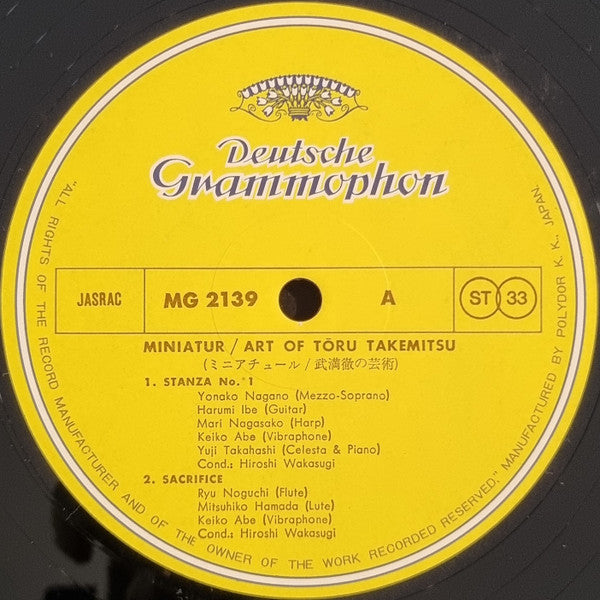 Deutsche
Grammophon
JASRAC
MG 2139
A
ST 33
MINIATUR / ART OF TŌRU TAKEMITSU
(ミニアチュール / 武満徹の芸術)
1. STANZA No. 1
Yonako Nagano (Mezzo-Soprano)
Harumi Ibe (Guitar)
Mari Nagasako (Harp)
Keiko Abe (Vibraphone)
Yuji Takahashi (Celesta & Piano)
Cond.: Hiroshi Wakasugi
2. SACRIFICE
Ryu Noguchi (Flute)
Mitsuhiko Hamada (Lute)
Keiko Abe (Vibraphone)
Cond.: Hiroshi Wakasugi
"ALL RIGHTS OF THE RECORD MANUFACTURER AND OF THE OWNER OF THE WORK RECORDED RESERVED." MANUFACTURED BY POLYDOR K. K., JAPAN.